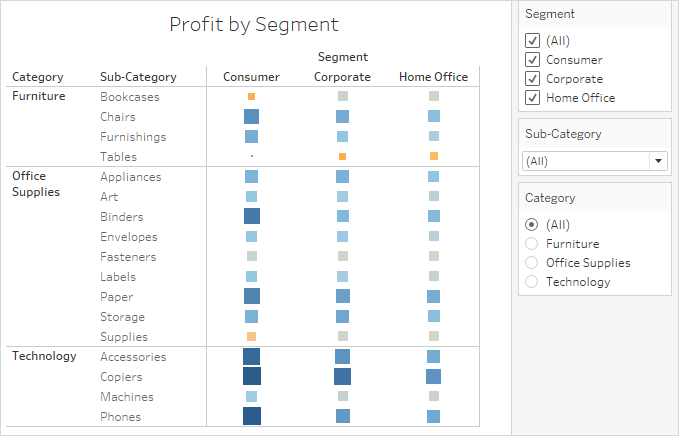 Profit by Segment
Segment
Category Sub-Category Consumer Corporate Home Office
Furniture Bookcases
Chairs
Furnishings
Tables
Office Supplies Appliances
Art
Binders
Envelopes
Fasteners
Labels
Paper
Storage
Supplies
Technology Accessories
Copiers
Machines
Phones
Segment
(All)
Consumer
Corporate
Home Office
Sub-Category
(All)
Category
(All)
Furniture
Office Supplies
Technology